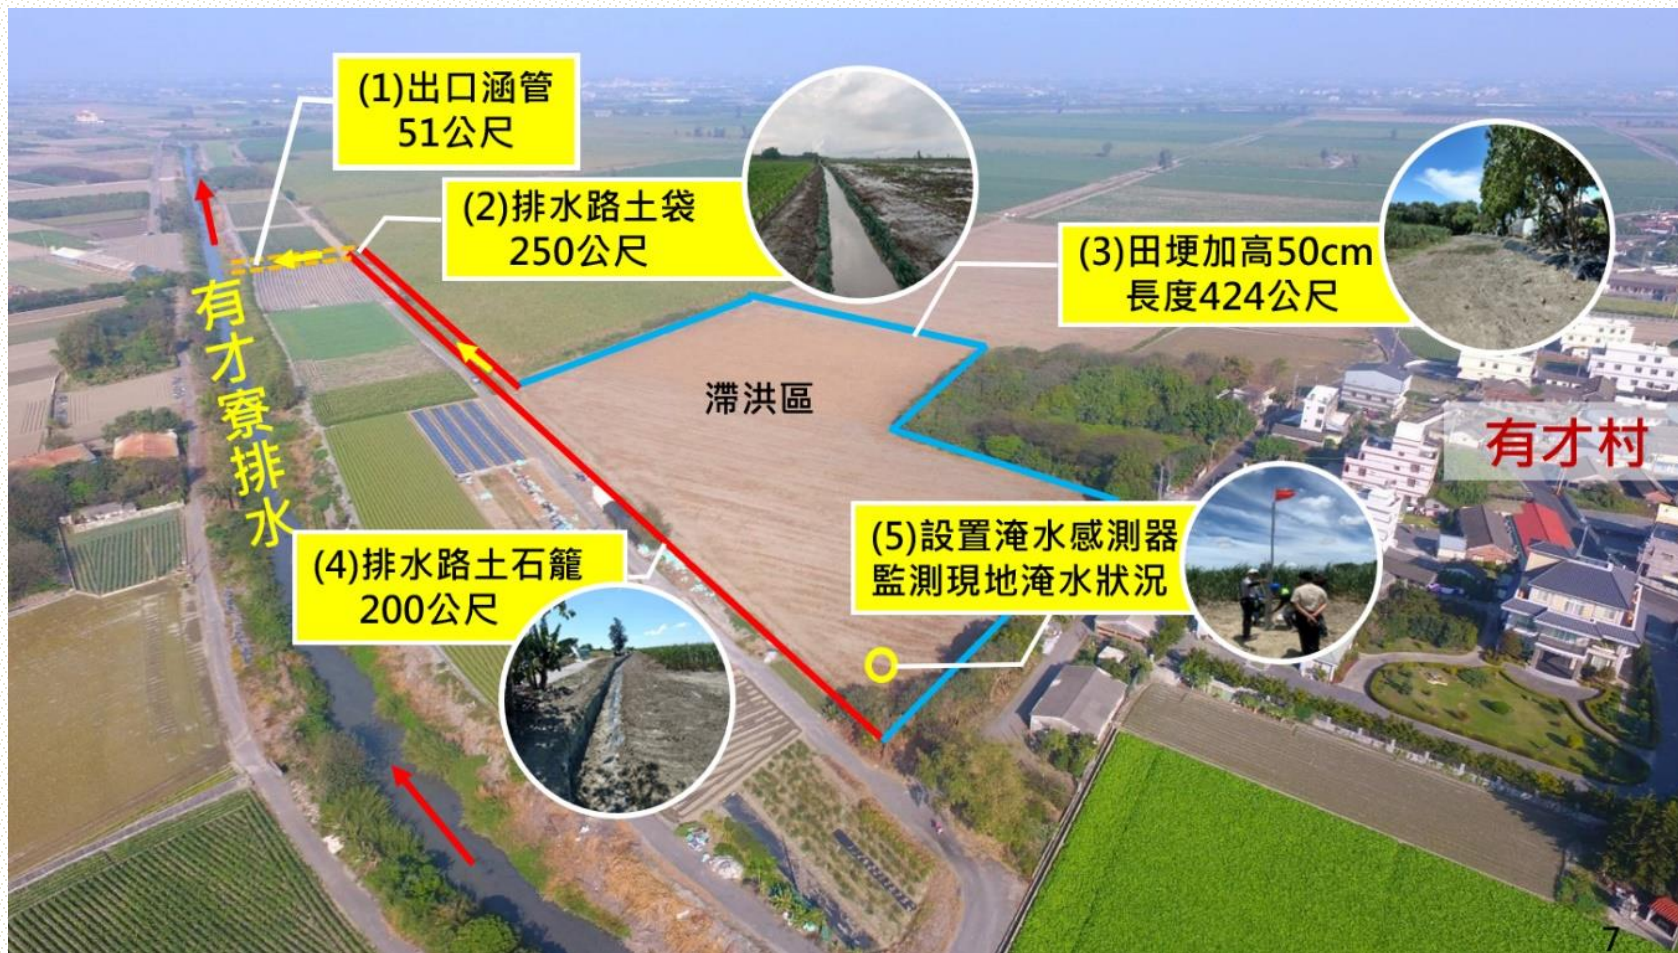 (1)出口涵管
51公尺
(2)排水路土袋
250公尺
(3)田埂加高50cm
長度424公尺
有才寮排水
滯洪區
有才村
(4)排水路土石籠
200公尺
(5)設置淹水感測器
監測現地淹水狀況
7